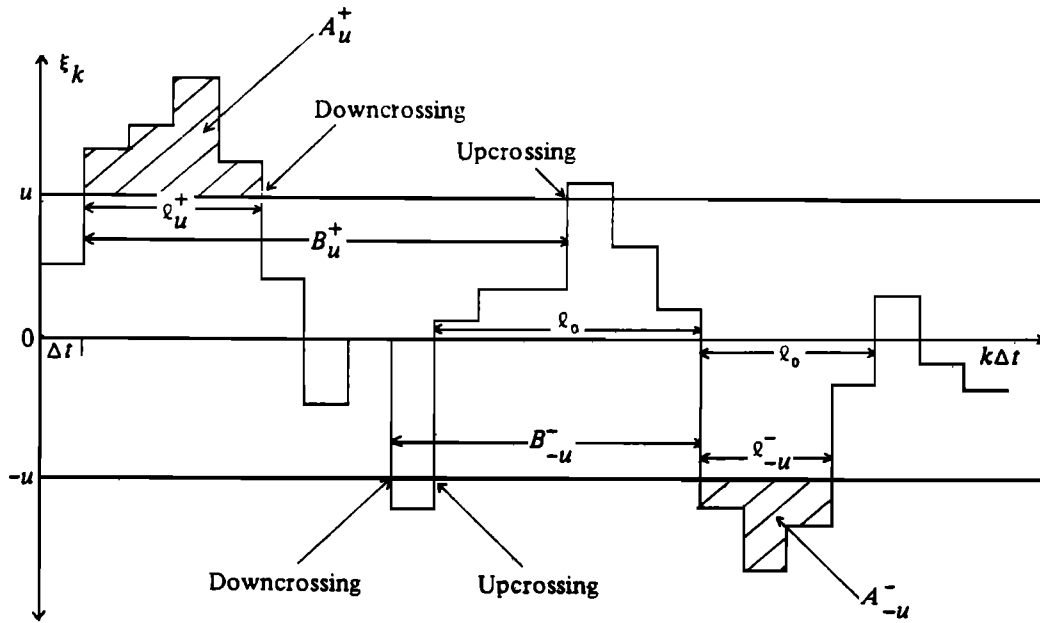 A_u^+
ξ_k
Downcrossing
Upcrossing
u
ℓ_u^+
B_u^+
ℓ_0
0
Δt
ℓ_0
kΔt
B_{-u}^-
ℓ_{-u}^-
-u
Downcrossing
Upcrossing
A_{-u}^-